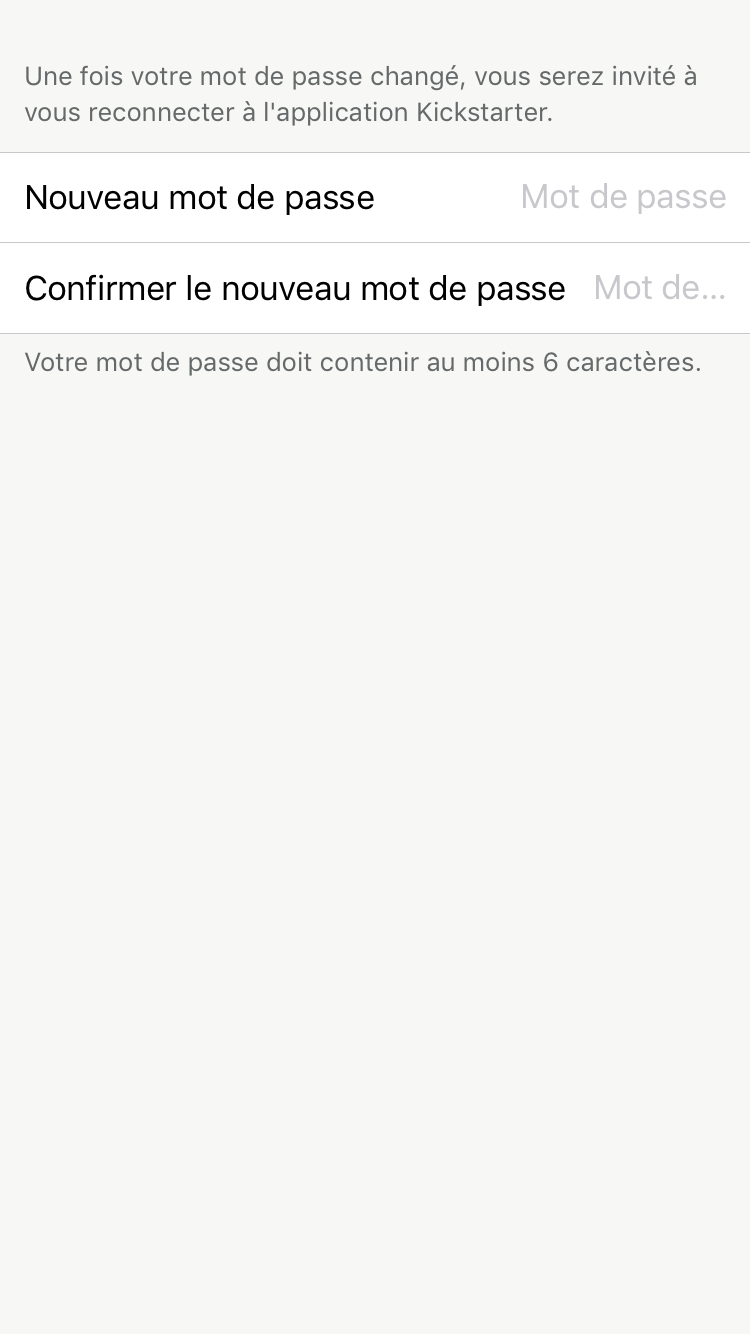 Une fois votre mot de passe changé, vous serez invité à
vous reconnecter à l'application Kickstarter.
Nouveau mot de passe Mot de passe
Confirmer le nouveau mot de passe Mot de...
Votre mot de passe doit contenir au moins 6 caractères.